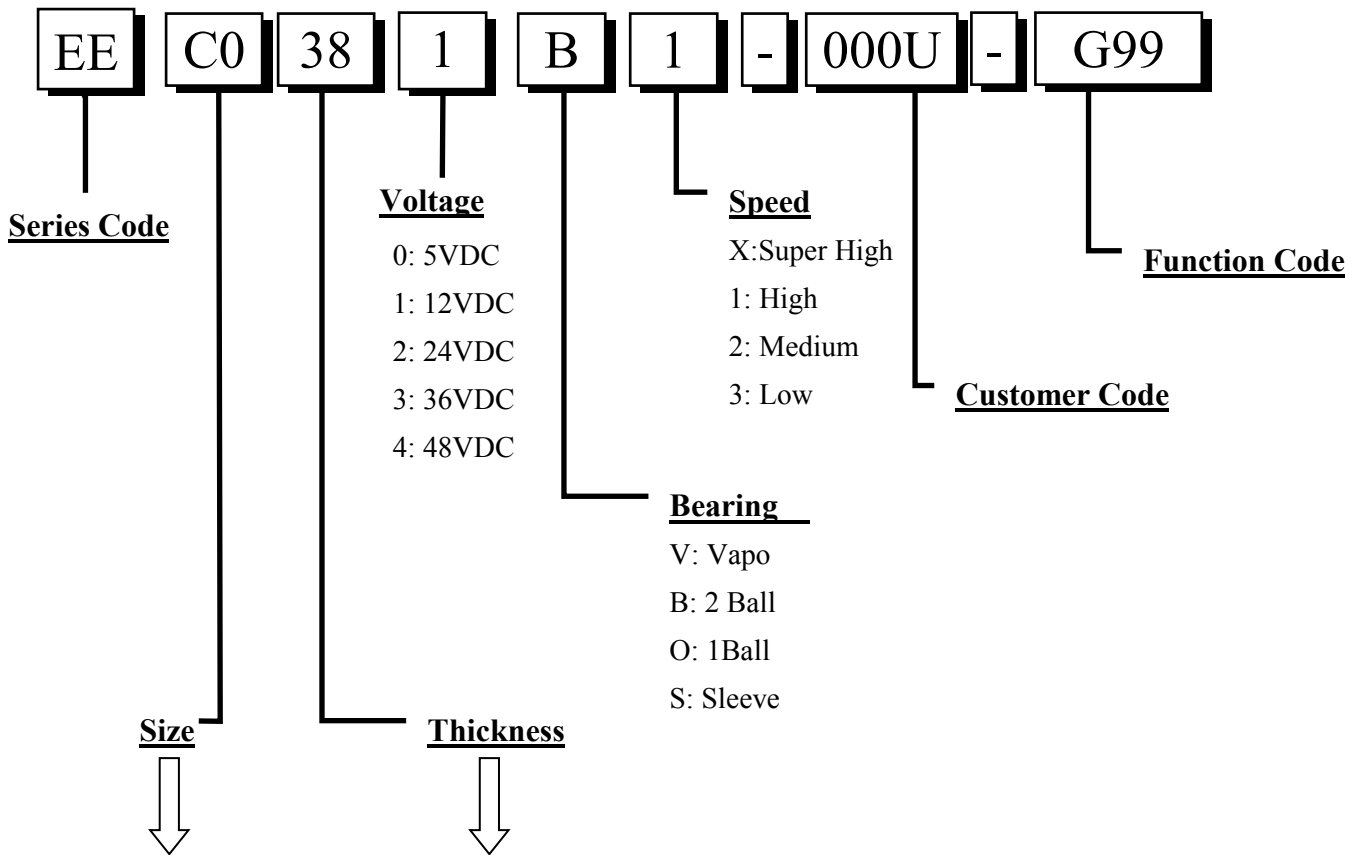 EE C0 38 1 B 1 - 000U - G99
Series Code
Voltage
0: 5VDC
1: 12VDC
2: 24VDC
3: 36VDC
4: 48VDC
Speed
X:Super High
1: High
2: Medium
3: Low
Function Code
Customer Code
Bearing
V: Vapo
B: 2 Ball
O: 1Ball
S: Sleeve
Size
Thickness